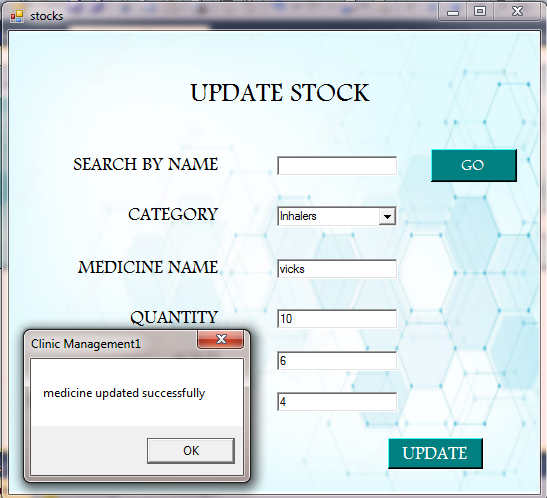 stocks
UPDATE STOCK
SEARCH BY NAME
GO
CATEGORY
Inhalers
MEDICINE NAME
vicks
QUANTITY
10
6
4
Clinic Management1
medicine updated successfully
OK
UPDATE